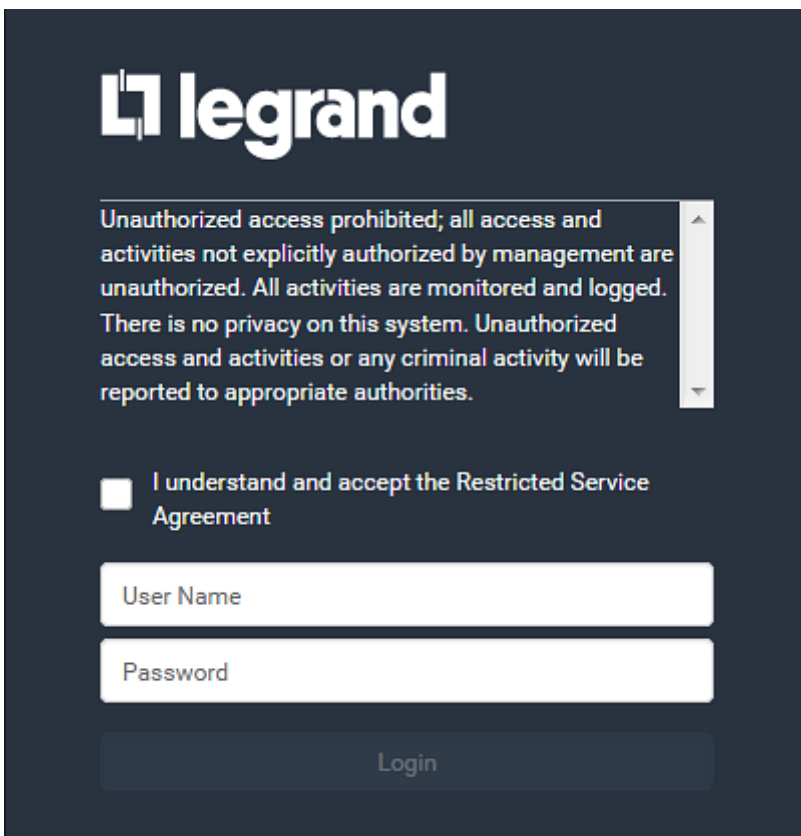 legrand
Unauthorized access prohibited; all access and
activities not explicitly authorized by management are
unauthorized. All activities are monitored and logged.
There is no privacy on this system. Unauthorized
access and activities or any criminal activity will be
reported to appropriate authorities.
I understand and accept the Restricted Service
Agreement
User Name
Password
Login